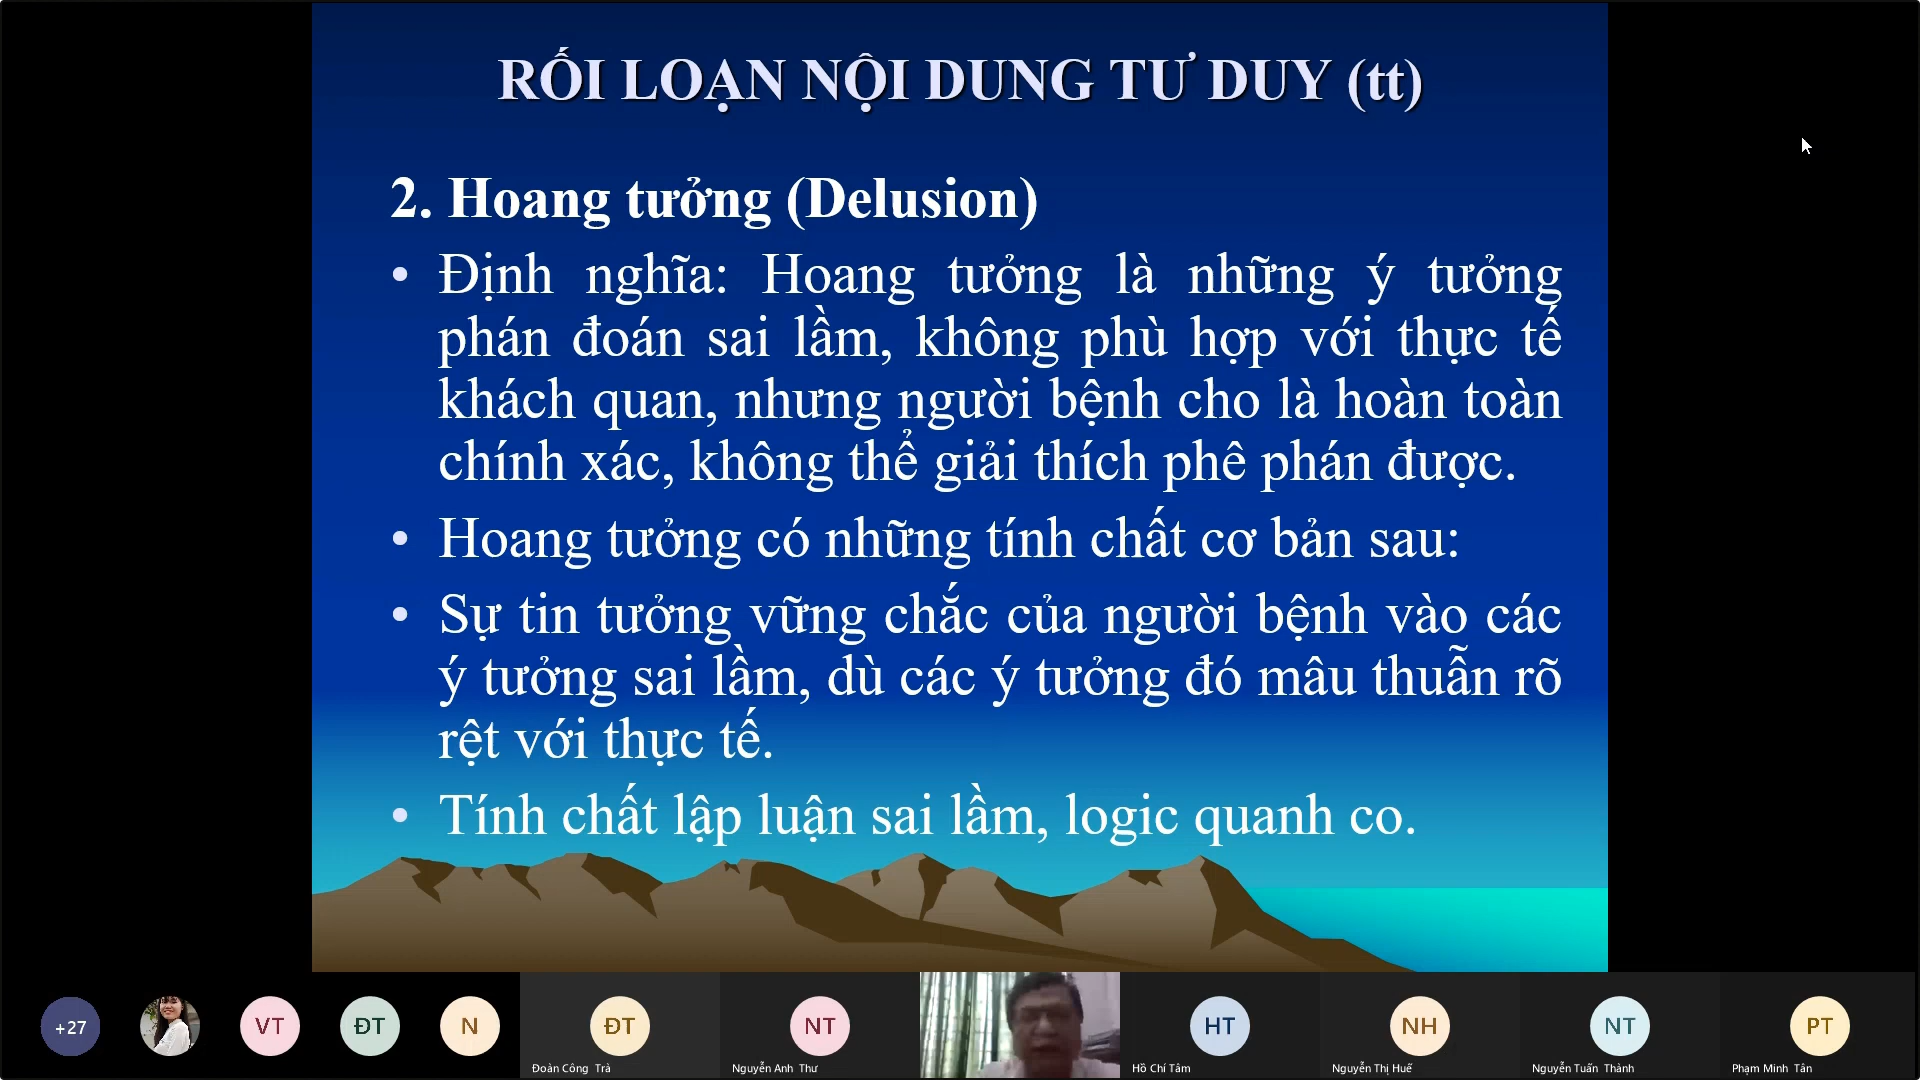 RỐI LOẠN NỘI DUNG TƯ DUY (tt)
2. Hoang tưởng (Delusion)
• Định nghĩa: Hoang tưởng là những ý tưởng
phán đoán sai lầm, không phù hợp với thực tế
khách quan, nhưng người bệnh cho là hoàn toàn
chính xác, không thể giải thích phê phán được.
• Hoang tưởng có những tính chất cơ bản sau:
• Sự tin tưởng vững chắc của người bệnh vào các
ý tưởng sai lầm, dù các ý tưởng đó mâu thuẫn rõ
rệt với thực tế.
• Tính chất lập luận sai lầm, logic quanh co.
+27
VT
ĐT
N
ĐT
Đoàn Công Trà
NT
Nguyễn Anh Thư
HT
Hồ Chí Tâm
NH
Nguyễn Thị Huế
NT
Nguyễn Tuấn Thành
PT
Phạm Minh Tân